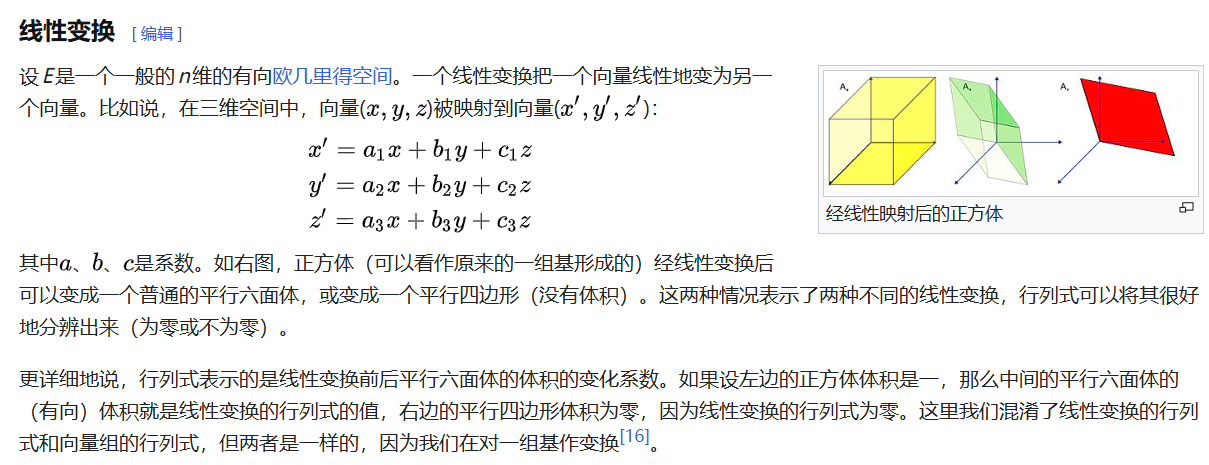 线性变换 [编辑]
设 E是一个一般的 n维的有向欧几里得空间。一个线性变换把一个向量线性地变为另一
个向量。比如说，在三维空间中，向量(x, y, z)被映射到向量(x′, y′, z′)：
x′ = a₁x + b₁y + c₁z
y′ = a₂x + b₂y + c₂z
z′ = a₃x + b₃y + c₃z
其中a、b、c是系数。如右图，正方体（可以看作原来的一组基形成的）经线性变换后
可以变成一个普通的平行六面体，或变成一个平行四边形（没有体积）。这两种情况表示了两种不同的线性变换，行列式可以将其很好
地分辨出来（为零或不为零）。
更详细地说，行列式表示的是线性变换前后平行六面体的体积的变化系数。如果设左边的正方体体积是一，那么中间的平行六面体的
（有向）体积就是线性变换的行列式的值，右边的平行四边形体积为零，因为线性变换的行列式为零。这里我们混淆了线性变换的行列
式和向量组的行列式，但两者是一样的，因为我们在对一组基作变换[16]。
经线性映射后的正方体